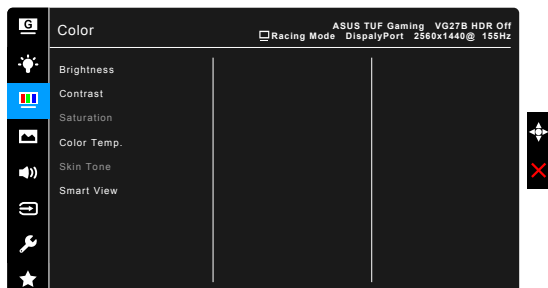 G
Color
ASUS TUF Gaming VG27B HDR Off
Racing Mode DispalyPort 2560x1440@ 155Hz
Brightness
Contrast
Saturation
Color Temp.
Skin Tone
Smart View